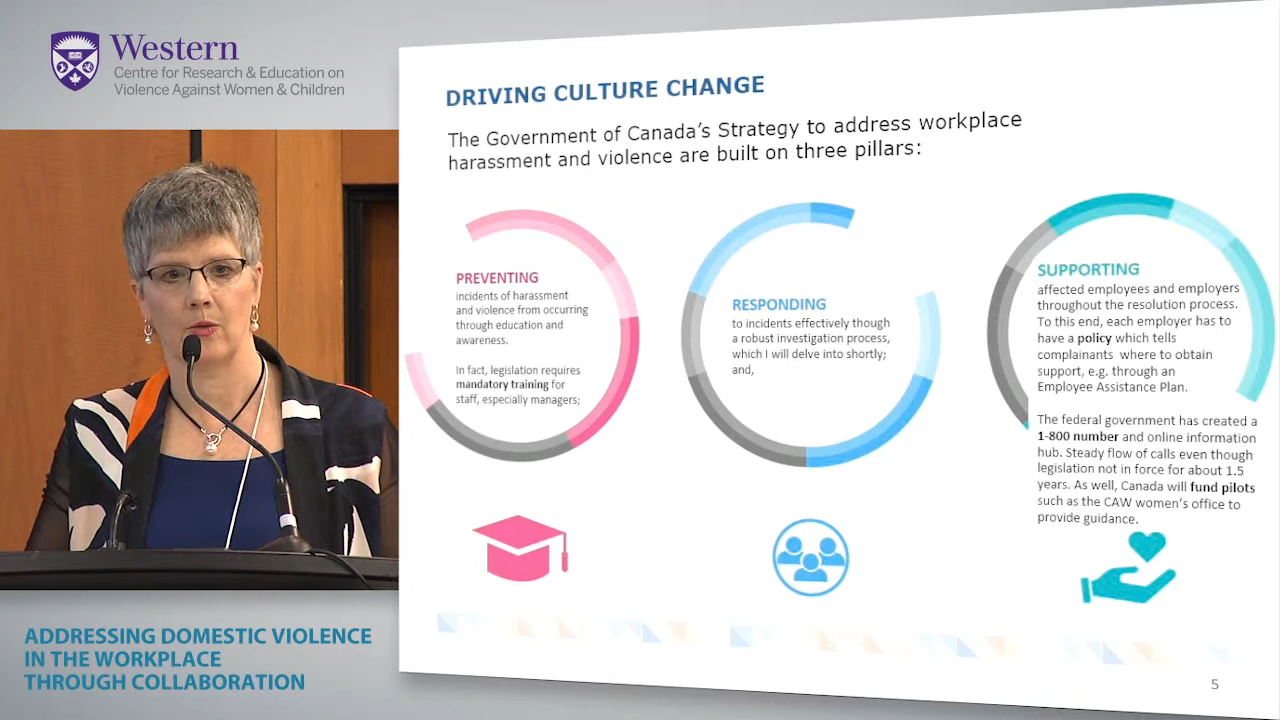 Western
Centre for Research & Education on
Violence Against Women & Children
DRIVING CULTURE CHANGE
The Government of Canada's Strategy to address workplace
harassment and violence are built on three pillars:
PREVENTING
incidents of harassment
and violence from occurring
through education and
awareness.
In fact, legislation requires
mandatory training for
staff, especially managers;
RESPONDING
to incidents effectively though
a robust investigation process,
which I will delve into shortly;
and,
SUPPORTING
affected employees and employers
throughout the resolution process.
To this end, each employer has to
have a policy which tells
complainants where to obtain
support, e.g. through an
Employee Assistance Plan.
The federal government has created a
1-800 number and online information
hub. Steady flow of calls even though
legislation not in force for about 1.5
years. As well, Canada will fund pilots
such as the CAW women's office to
provide guidance.
ADDRESSING DOMESTIC VIOLENCE
IN THE WORKPLACE
THROUGH COLLABORATION
5